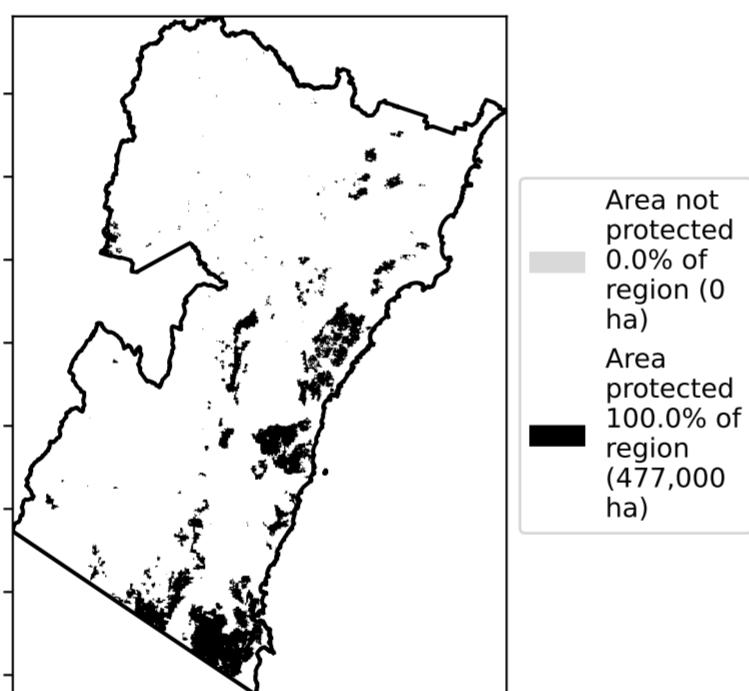 Area not
protected
0.0% of
region (0
ha)
Area
protected
100.0% of
region
(477,000
ha)